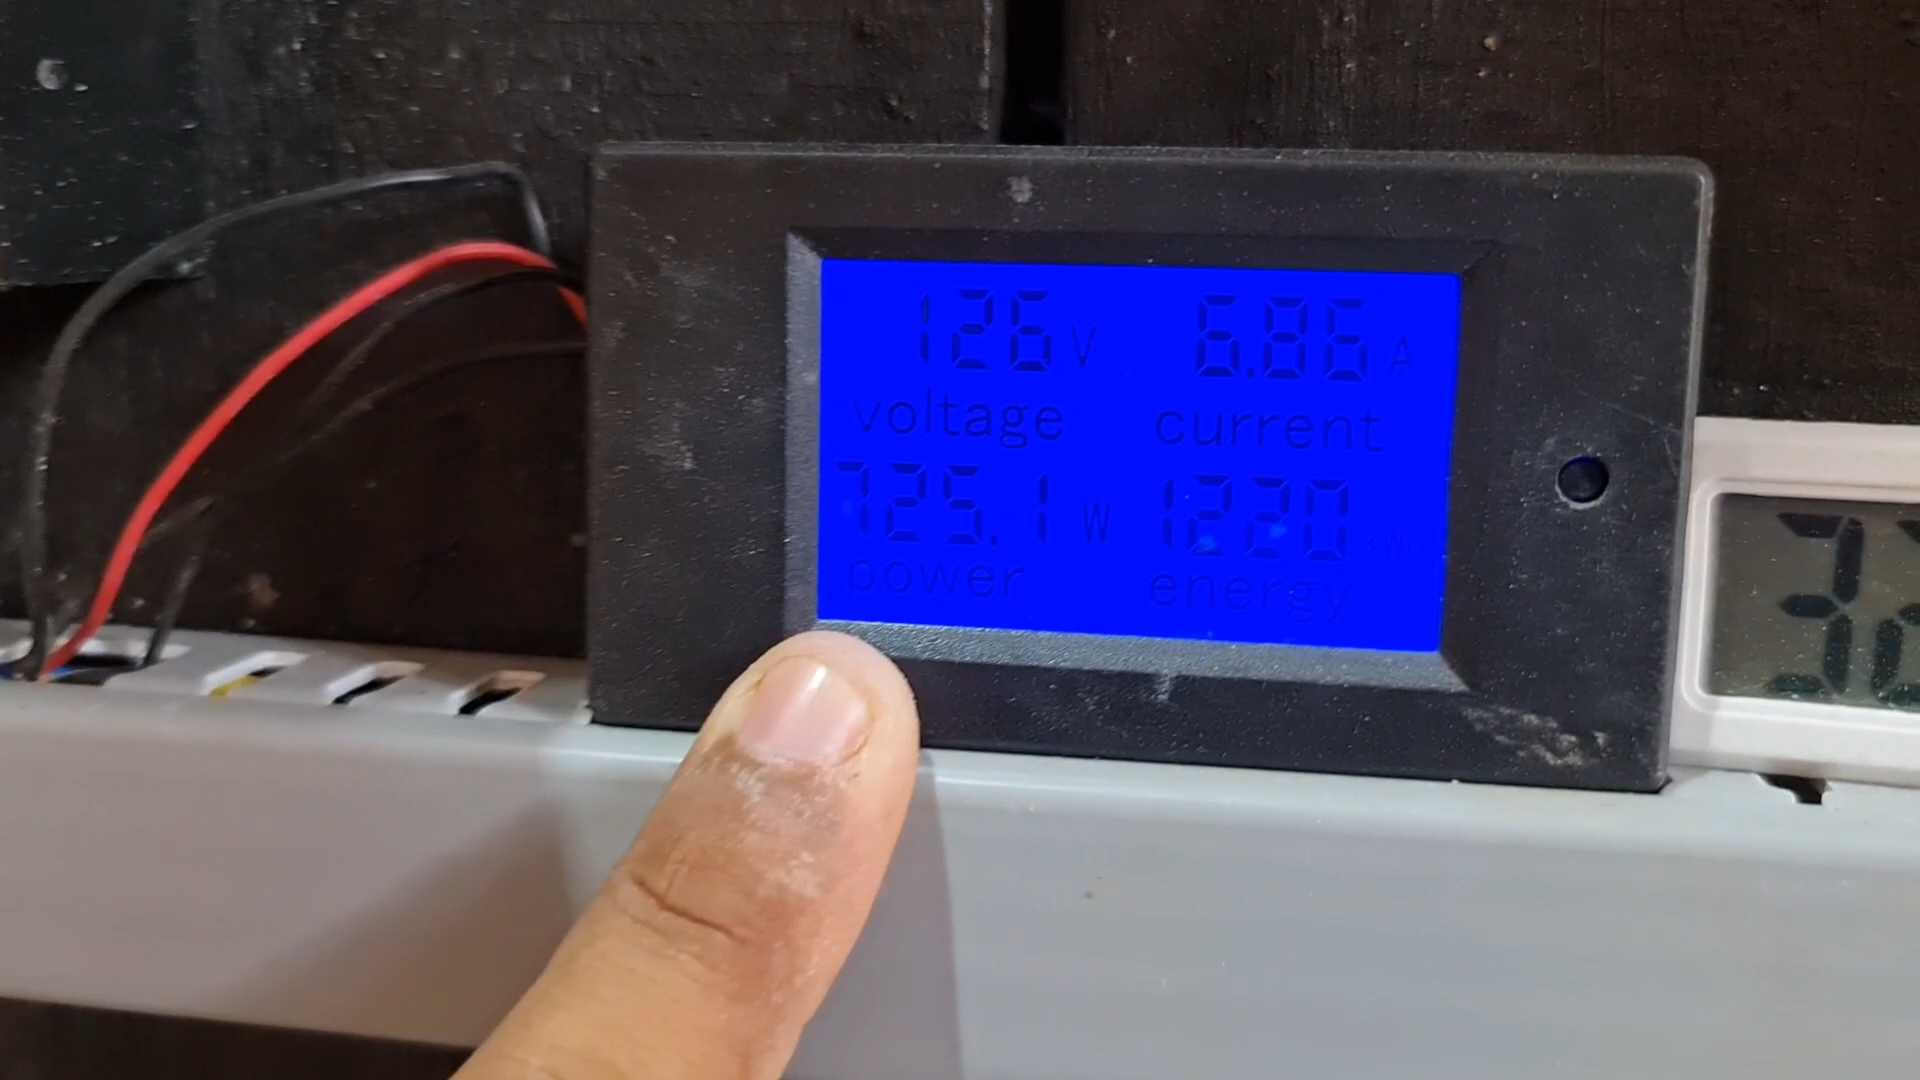 126 V 6.86 A
voltage current
725.1 W 1220 kWh
power energy